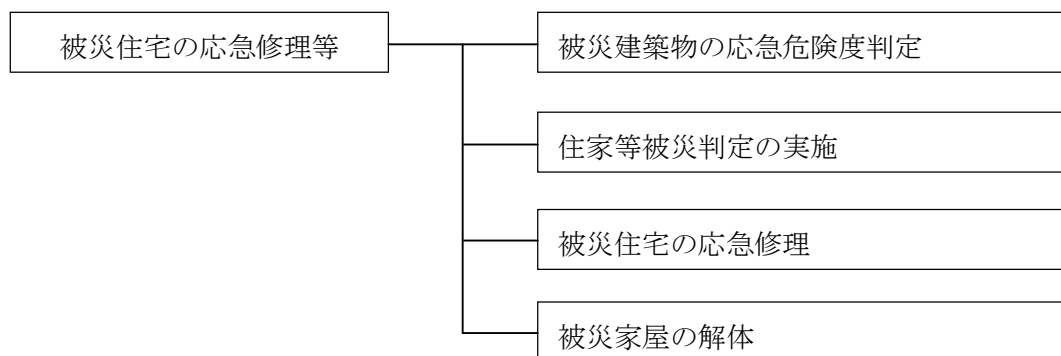 被災住宅の応急修理等
被災建築物の応急危険度判定
住家等被災判定の実施
被災住宅の応急修理
被災家屋の解体